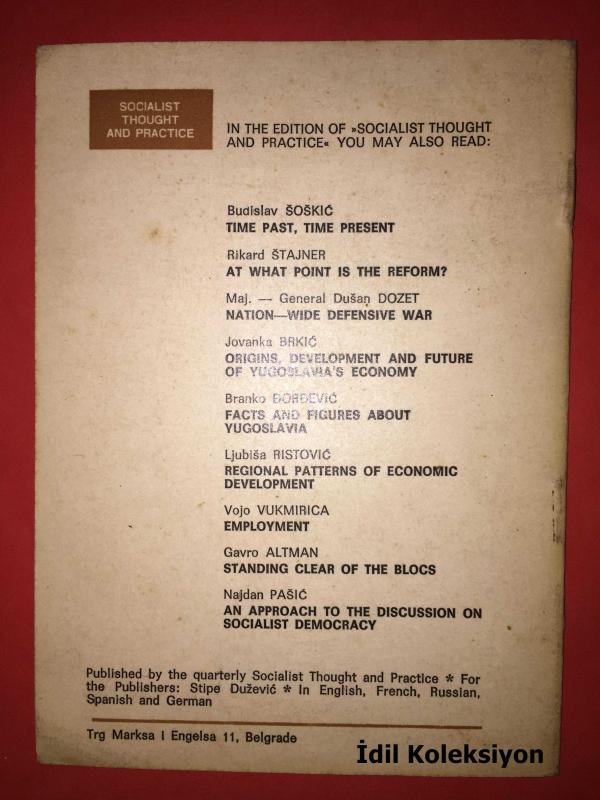 SOCIALIST
THOUGHT
AND PRACTICE
IN THE EDITION OF »SOCIALIST THOUGHT
AND PRACTICE« YOU MAY ALSO READ:
Budislav ŠOŠKIĆ
TIME PAST, TIME PRESENT
Rikard ŠTAJNER
AT WHAT POINT IS THE REFORM?
Maj. — General Dušan DOZET
NATION—WIDE DEFENSIVE WAR
Jovanka BRKIĆ
ORIGINS, DEVELOPMENT AND FUTURE
OF YUGOSLAVIA'S ECONOMY
Branko ĐORĐEVIĆ
FACTS AND FIGURES ABOUT
YUGOSLAVIA
Ljubiša RISTOVIĆ
REGIONAL PATTERNS OF ECONOMIC
DEVELOPMENT
Vojo VUKMIRICA
EMPLOYMENT
Gavro ALTMAN
STANDING CLEAR OF THE BLOCS
Najdan PAŠIĆ
AN APPROACH TO THE DISCUSSION ON
SOCIALIST DEMOCRACY
Published by the quarterly Socialist Thought and Practice * For
the Publishers: Stipe Dužević * In English, French, Russian,
Spanish and German
Trg Marksa i Engelsa 11, Belgrade
İdil Koleksiyon